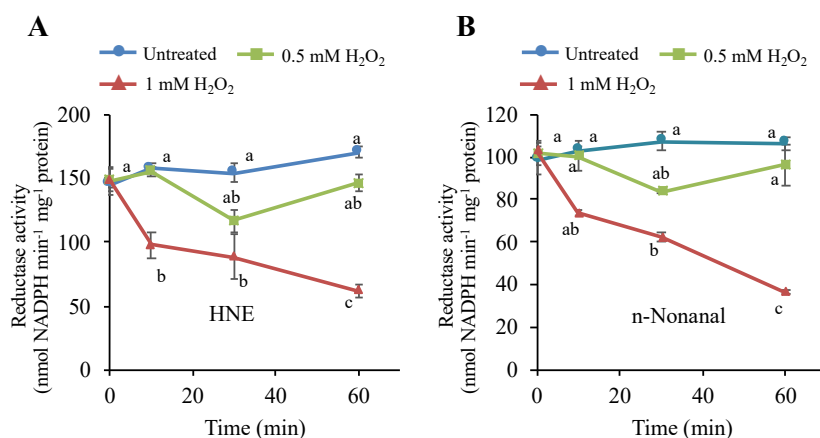 A
Untreated
0.5 mM H₂O₂
1 mM H₂O₂
Reductase activity
(nmol NADPH min⁻¹ mg⁻¹ protein)
200
150
100
50
0
a
a
a
a
ab
ab
b
b
c
HNE
0
20
40
60
Time (min)
B
Untreated
0.5 mM H₂O₂
1 mM H₂O₂
Reductase activity
(nmol NADPH min⁻¹ mg⁻¹ protein)
120
100
80
60
40
20
0
a
a
a
a
a
ab
a
ab
b
c
n-Nonanal
0
20
40
60
Time (min)